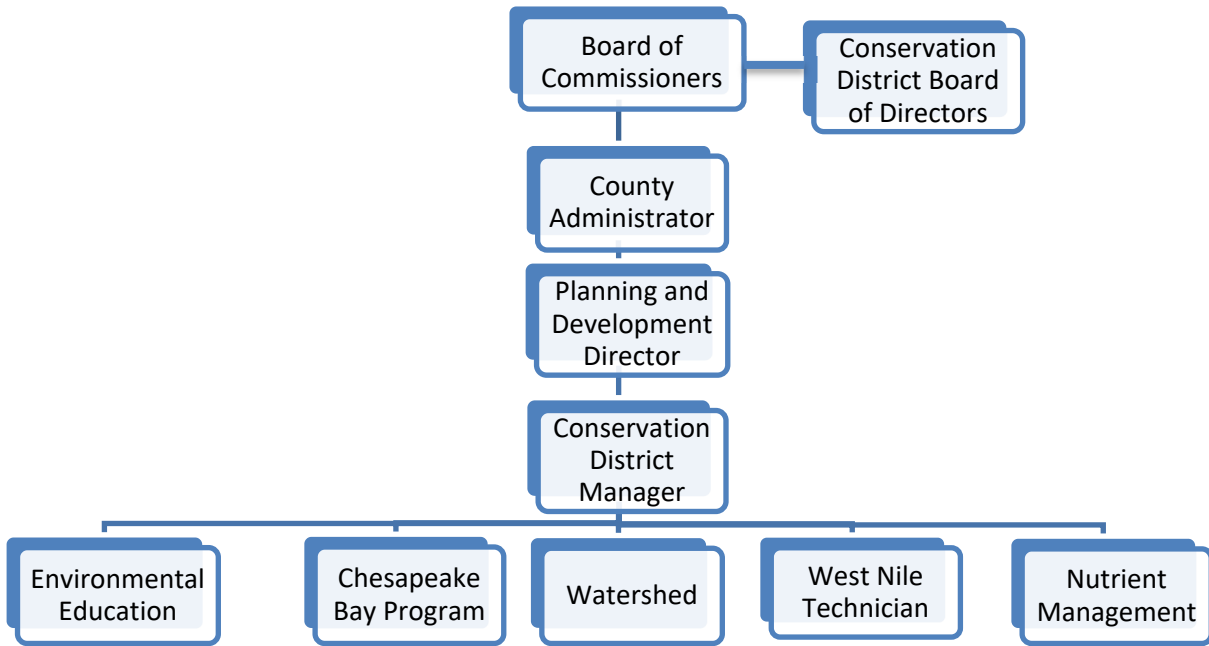 Board of
Commissioners
Conservation
District Board
of Directors
County
Administrator
Planning and
Development
Director
Conservation
District
Manager
Environmental
Education
Chesapeake
Bay Program
Watershed
West Nile
Technician
Nutrient
Management